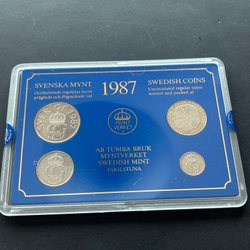 SVENSKA MYNT
Ocirkulerade reguljära mynt
präglade och förpackade vid
1987
SWEDISH COINS
Uncirculated regular coins
minted and packed at
MYNT
VERKET
AB TUMBA BRUK
MYNTVERKET
SWEDISH MINT
ESKILSTUNA
1987